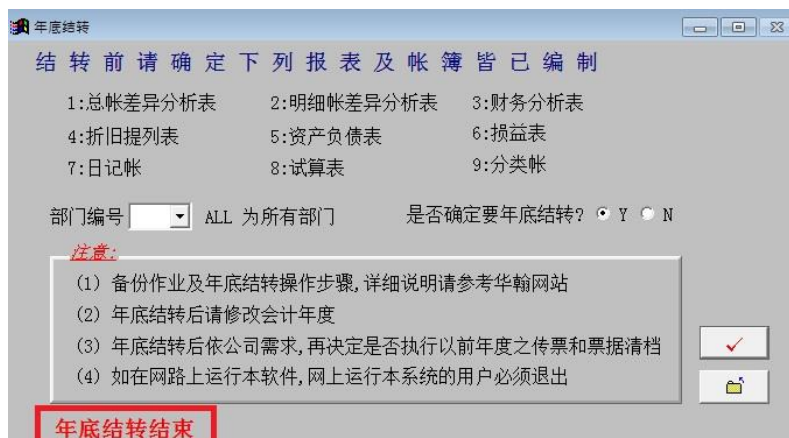 年底结转
结转前请确定下列报表及帐簿皆已编制
1:总帐差异分析表 2:明细帐差异分析表 3:财务分析表
4:折旧提列表 5:资产负债表 6:损益表
7:日记帐 8:试算表 9:分类帐
部门编号 ALL 为所有部门 是否确定要年底结转? Y N
注意:
(1) 备份作业及年底结转操作步骤,详细说明请参考华翰网站
(2) 年底结转后请修改会计年度
(3) 年底结转后依公司需求,再决定是否执行以前年度之传票和票据清档
(4) 如在网路上运行本软件,网上运行本系统的用户必须退出
年底结转结束